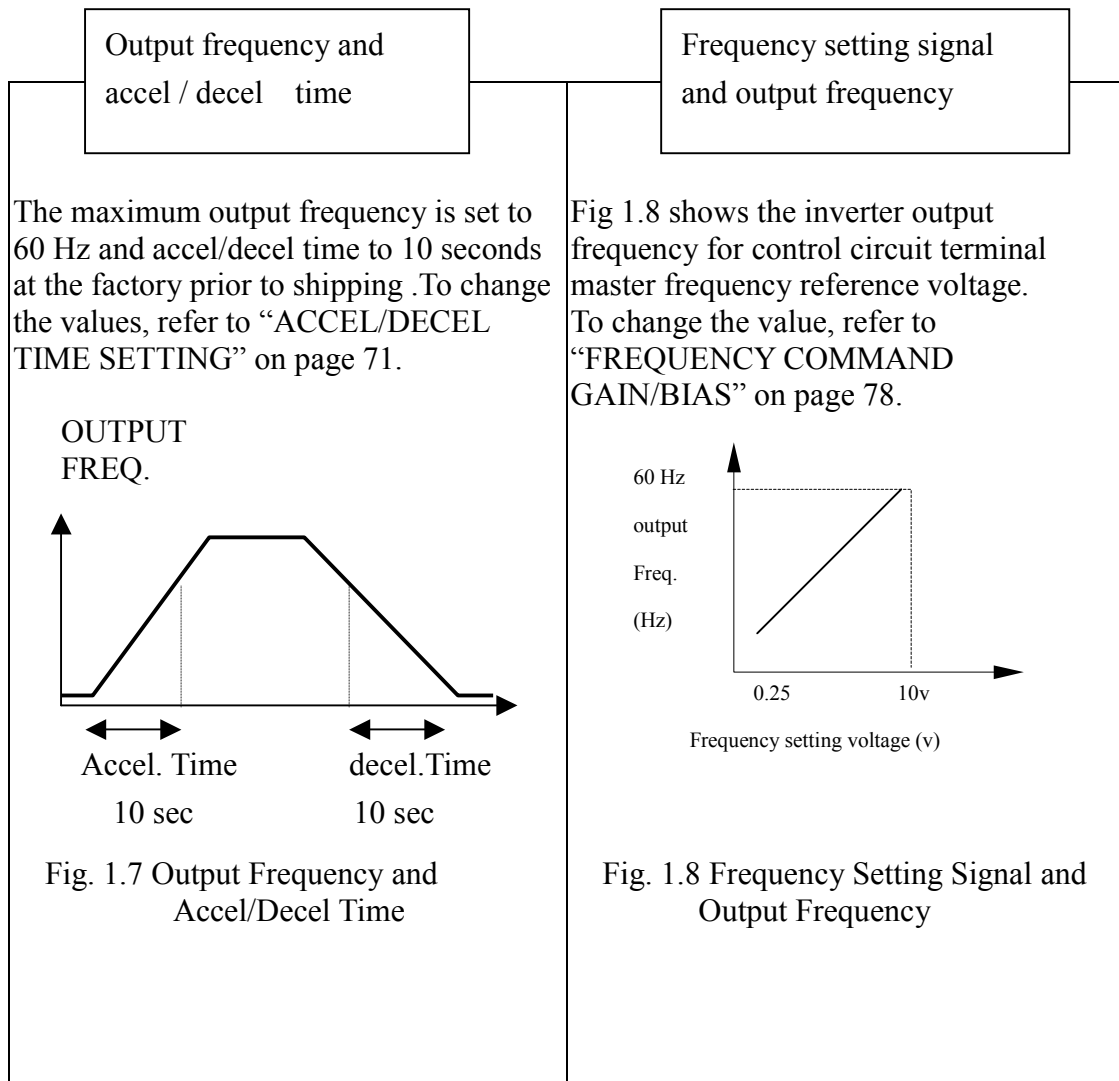 Output frequency and
accel / decel time
The maximum output frequency is set to
60 Hz and accel/decel time to 10 seconds
at the factory prior to shipping .To change
the values, refer to “ACCEL/DECEL
TIME SETTING” on page 71.
OUTPUT
FREQ.
Accel. Time
decel.Time
10 sec
10 sec
Fig. 1.7 Output Frequency and
Accel/Decel Time
Frequency setting signal
and output frequency
Fig 1.8 shows the inverter output
frequency for control circuit terminal
master frequency reference voltage.
To change the value, refer to
“FREQUENCY COMMAND
GAIN/BIAS” on page 78.
60 Hz
output
Freq.
(Hz)
0.25
10v
Frequency setting voltage (v)
Fig. 1.8 Frequency Setting Signal and
Output Frequency